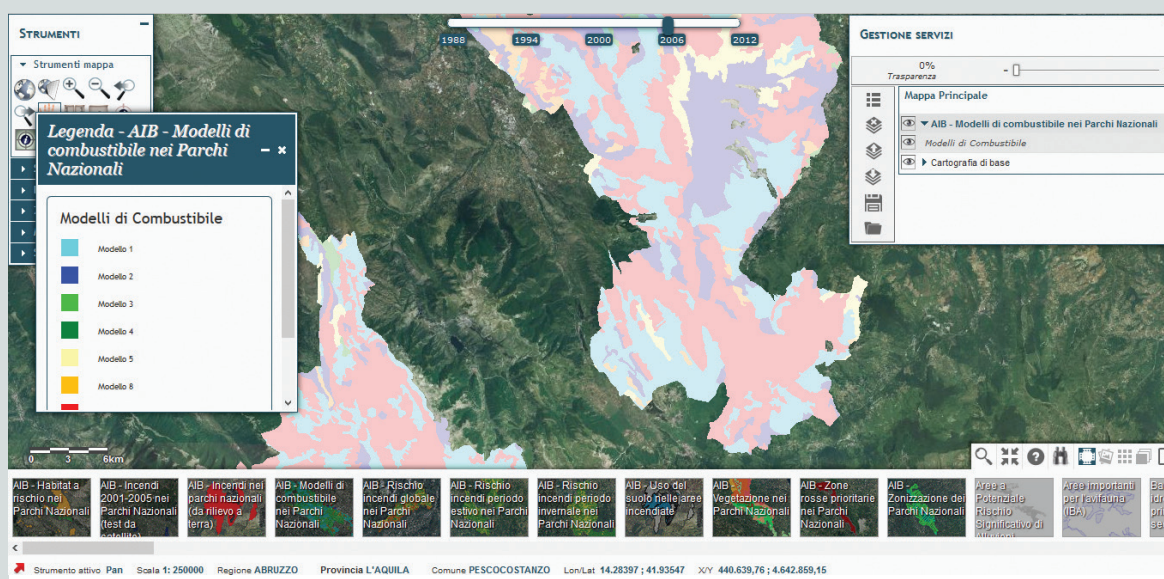 STRUMENTI
Strumenti mappa
Legenda - AIB - Modelli di
combustibile nei Parchi
Nazionali
Modelli di Combustibile
Modello 1
Modello 2
Modello 3
Modello 4
Modello 5
Modello 8
0 3 6km
1988 1994 2000 2006 2012
GESTIONE SERVIZI
0%
Trasparenza
Mappa Principale
AIB - Modelli di combustibile nei Parchi Nazionali
Modelli di Combustibile
Cartografia di base
AIB - Habitat a
rischio nei
Parchi Nazionali
AIB - Incendi
2001-2005 nei
Parchi Nazionali
(test da
satellite)
AIB - Incendi nei
parchi nazionali
(da rilievo a
terra)
AIB - Modelli di
combustibile
nei Parchi
Nazionali
AIB - Rischio
incendi globale
nei Parchi
Nazionali
AIB - Rischio
incendi periodo
estivo nei Parchi
Nazionali
AIB - Rischio
incendi periodo
invernale nei
Parchi Nazionali
AIB - Uso del
suolo nelle aree
incendiate
AIB -
Vegetazione nei
Parchi Nazionali
AIB - Zone
rosse prioritarie
nei Parchi
Nazionali
AIB -
Zonizzazione dei
Parchi Nazionali
Aree a
Potenziale
Rischio
Significativo di
Alluvioni
Aree importanti
per l'avifauna
(IBA)
Strumento attivo Pan Scala 1: 250000 Regione ABRUZZO Provincia L'AQUILA Comune PESCOCOSTANZO Lon/Lat 14.28397 ; 41.93547 X/Y 440.639,76 ; 4.642.859,15